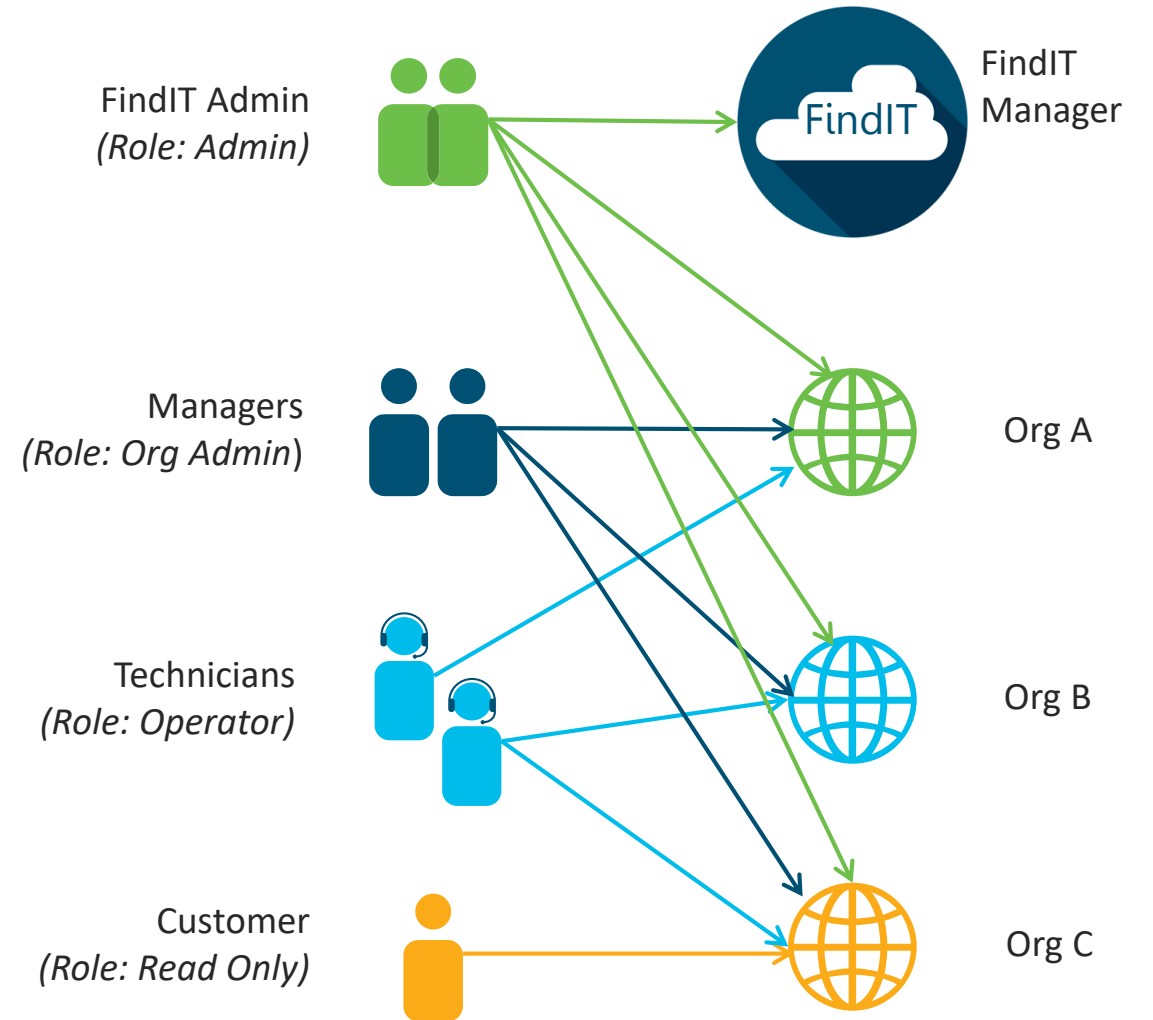 FindIT Admin
(Role: Admin)
FindIT
FindIT
Manager
Managers
(Role: Org Admin)
Org A
Technicians
(Role: Operator)
Org B
Customer
(Role: Read Only)
Org C